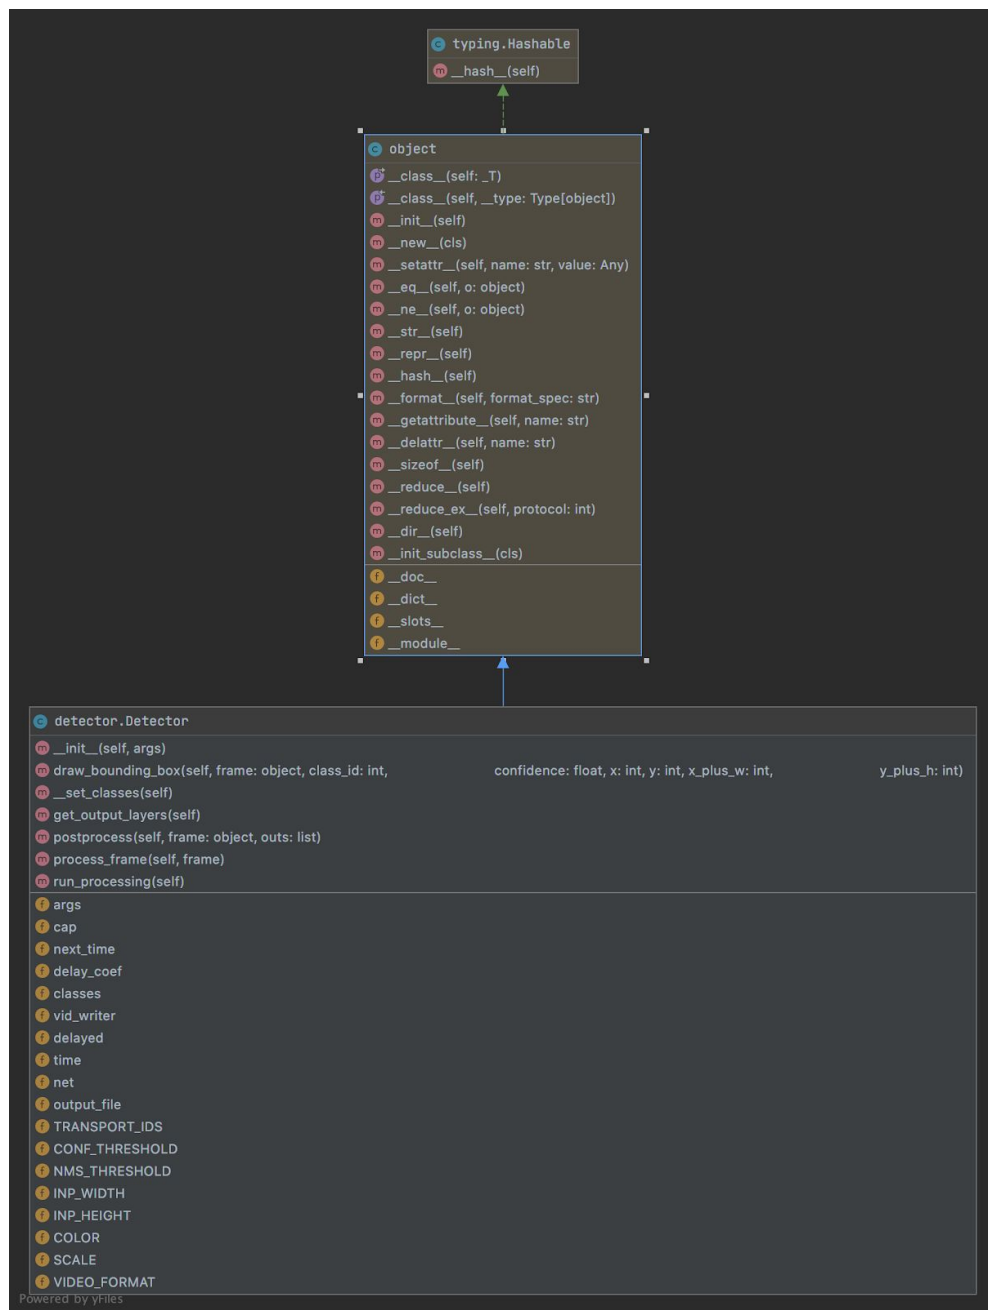 typing.Hashable
__hash__(self)
object
__class__(self: _T)
__class__(self, __type: Type[object])
__init__(self)
__new__(cls)
__setattr__(self, name: str, value: Any)
__eq__(self, o: object)
__ne__(self, o: object)
__str__(self)
__repr__(self)
__hash__(self)
__format__(self, format_spec: str)
__getattribute__(self, name: str)
__delattr__(self, name: str)
__sizeof__(self)
__reduce__(self)
__reduce_ex__(self, protocol: int)
__dir__(self)
__init_subclass__(cls)
__doc__
__dict__
__slots__
__module__
detector.Detector
__init__(self, args)
draw_bounding_box(self, frame: object, class_id: int, confidence: float, x: int, y: int, x_plus_w: int, y_plus_h: int)
__set_classes(self)
get_output_layers(self)
postprocess(self, frame: object, outs: list)
process_frame(self, frame)
run_processing(self)
args
cap
next_time
delay_coef
classes
vid_writer
delayed
time
net
output_file
TRANSPORT_IDS
CONF_THRESHOLD
NMS_THRESHOLD
INP_WIDTH
INP_HEIGHT
COLOR
SCALE
VIDEO_FORMAT
Powered by yFiles